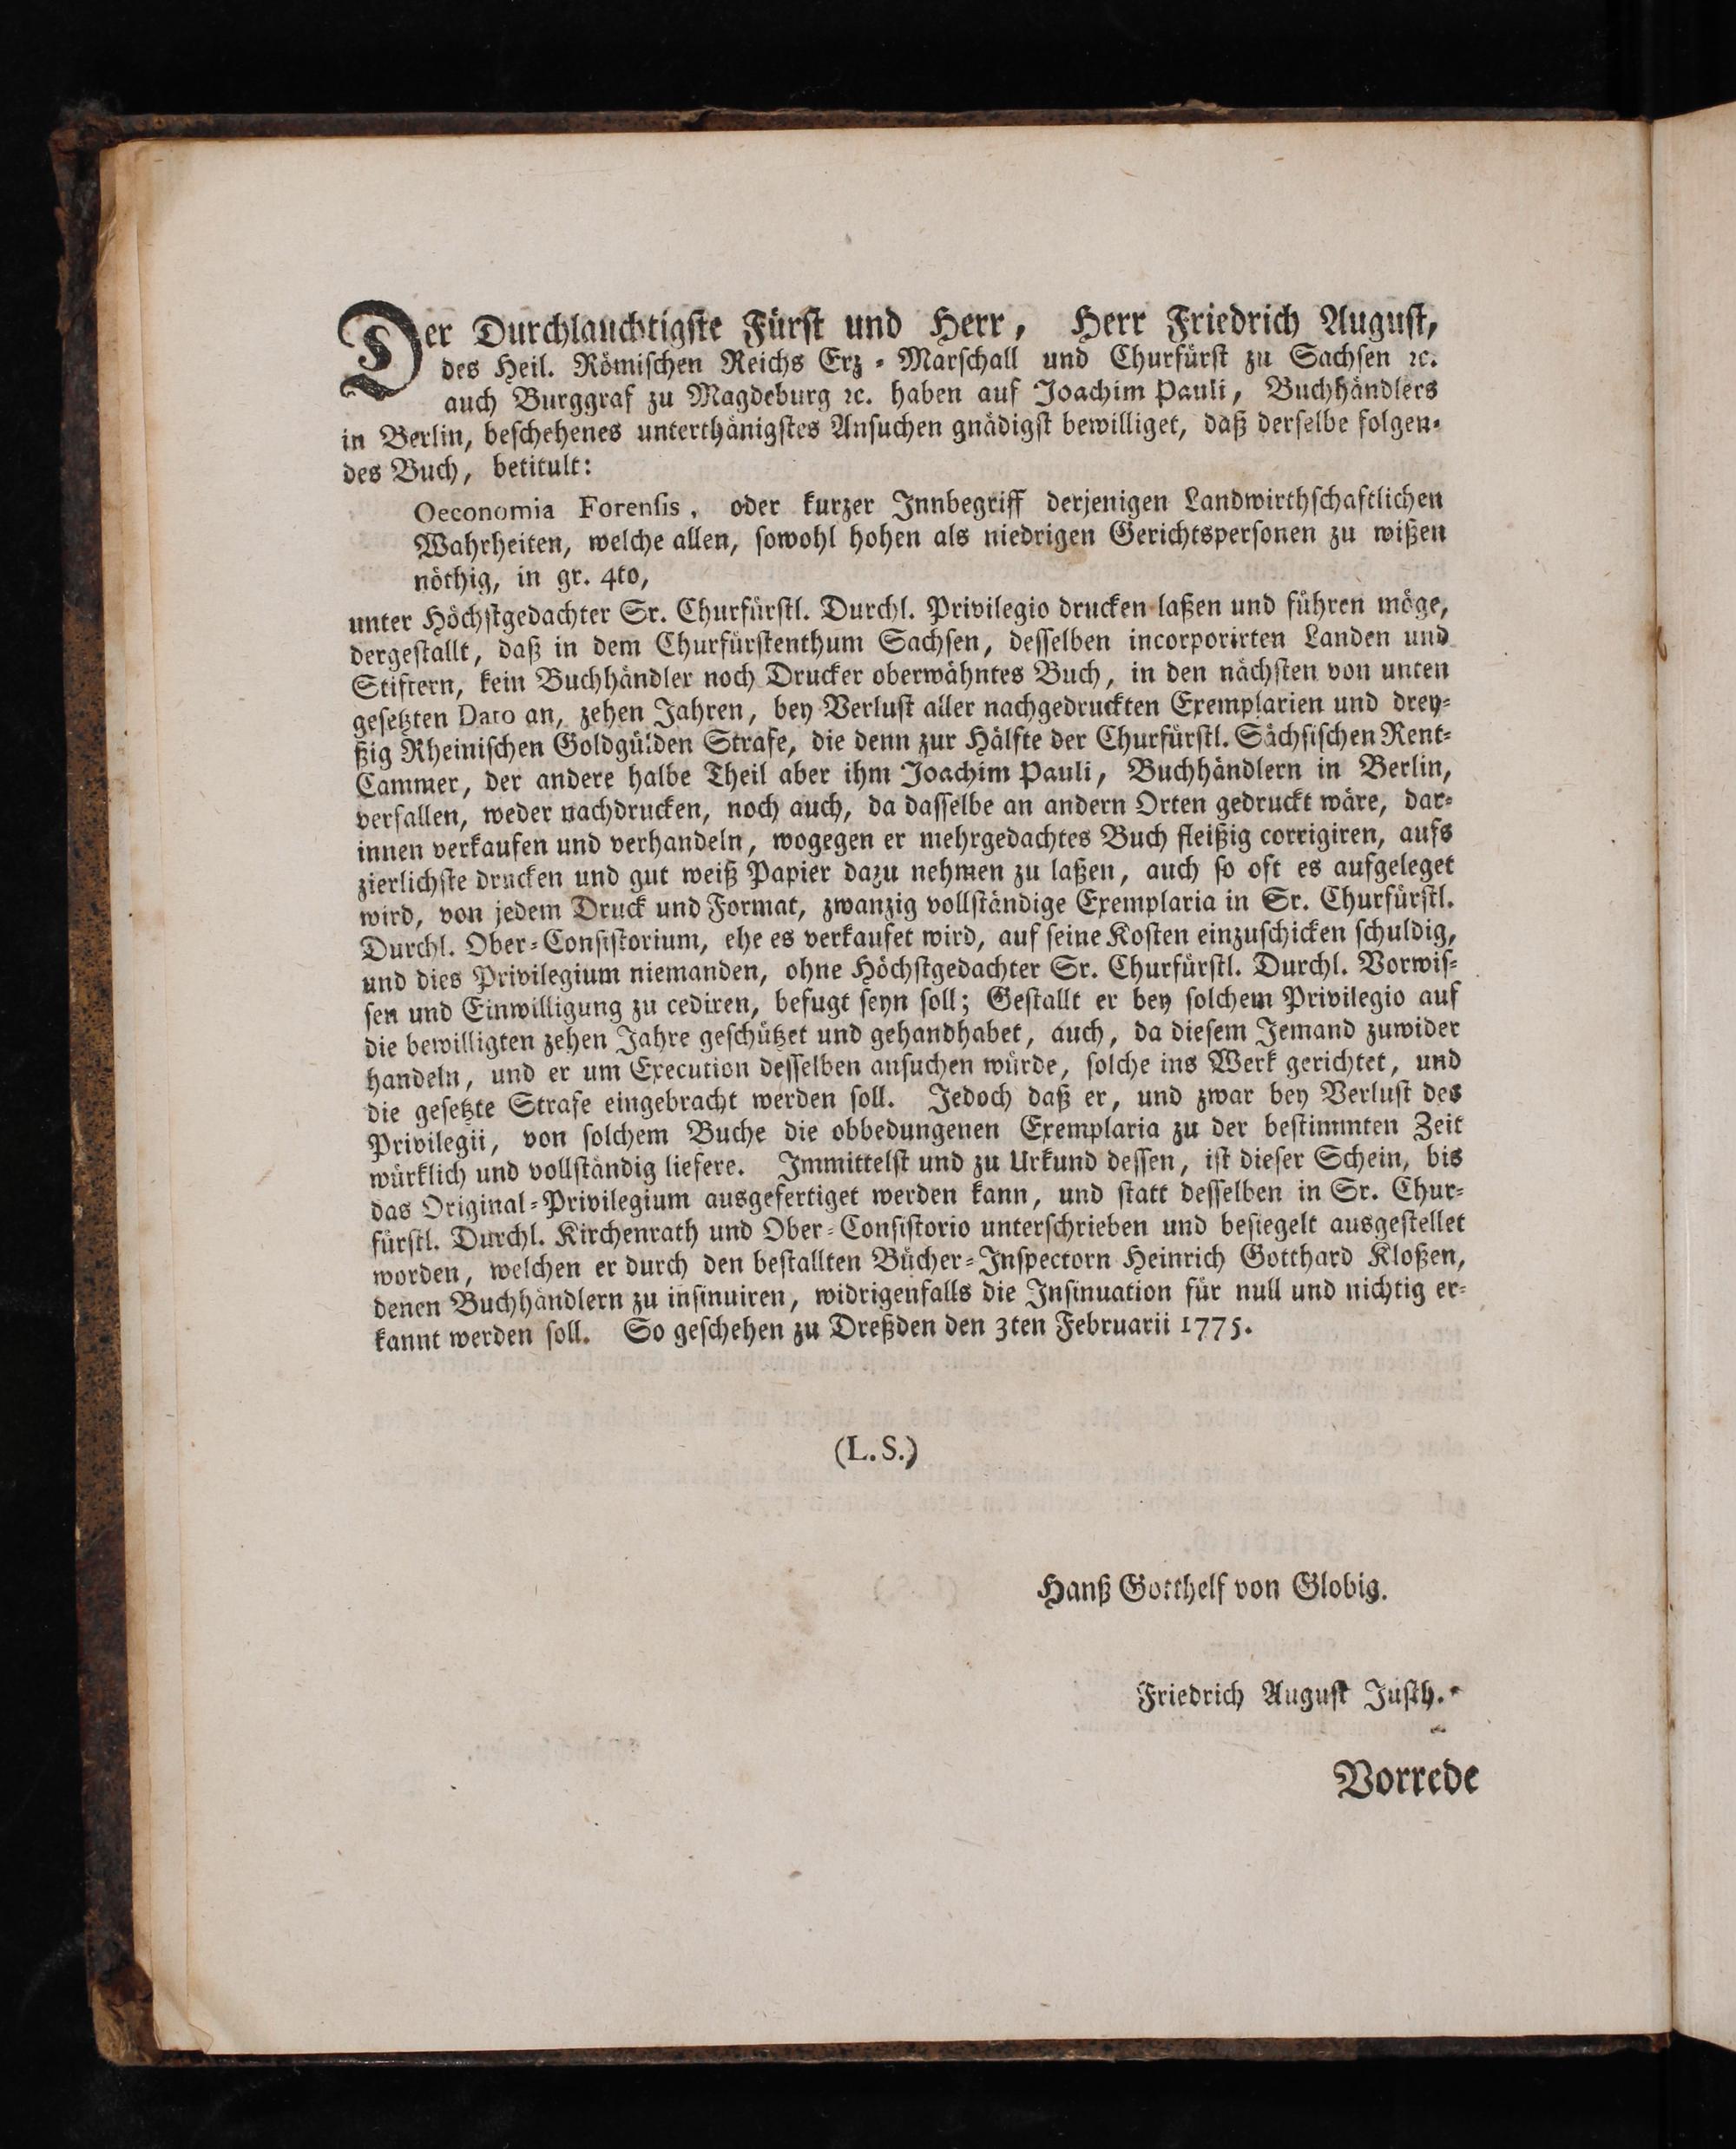 Der Durchlauchtigste Fürst und Herr, Herr Friedrich August,
des Heil. Römischen Reichs Erz-Marschall und Churfürst zu Sachsen ꝛc.
auch Burggraf zu Magdeburg ꝛc. haben auf Joachim Pauli, Buchhändlers
in Berlin, beschehenes unterthänigstes Ansuchen gnädigst bewilliget, daß derselbe folgen-
des Buch, betitult:
Oeconomia Forensis, oder kurzer Innbegriff derjenigen Landwirthschaftlichen
Wahrheiten, welche allen, sowohl hohen als niedrigen Gerichtspersonen zu wißen
nöthig, in gr. 4to,
unter Höchstgedachter Sr. Churfürstl. Durchl. Privilegio drucken laßen und führen möge,
dergestallt, daß in dem Churfürstenthum Sachsen, desselben incorporirten Landen und
Stiftern, kein Buchhändler noch Drucker oberwähntes Buch, in den nächsten von unten
gesetzten Dato an, zehen Jahren, bey Verlust aller nachgedruckten Exemplarien und drey-
ßig Rheinischen Goldgülden Strafe, die denn zur Hälfte der Churfürstl. Sächsischen Rent-
Cammer, der andere halbe Theil aber ihm Joachim Pauli, Buchhändlern in Berlin,
verfallen, weder nachdrucken, noch auch, da dasselbe an andern Orten gedruckt wäre, dar-
innen verkaufen und verhandeln, wogegen er mehrgedachtes Buch fleißig corrigiren, aufs
zierlichste drucken und gut weiß Papier dazu nehmen zu laßen, auch so oft es aufgeleget
wird, von jedem Druck und Format, zwanzig vollständige Exemplaria in Sr. Churfürstl.
Durchl. Ober-Consistorium, ehe es verkaufet wird, auf seine Kosten einzuschicken schuldig,
und dies Privilegium niemanden, ohne Höchstgedachter Sr. Churfürstl. Durchl. Vorwis-
sen und Einwilligung zu cediren, befugt seyn soll; Gestallt er bey solchem Privilegio auf
die bewilligten zehen Jahre geschützet und gehandhabet, auch, da diesem Jemand zuwider
handeln, und er um Execution desselben ansuchen würde, solche ins Werk gerichtet, und
die gesetzte Strafe eingebracht werden soll. Jedoch daß er, und zwar bey Verlust des
Privilegii, von solchem Buche die obbedungenen Exemplaria zu der bestimmten Zeit
würklich und vollständig liefere. Immittelst und zu Urkund dessen, ist dieser Schein, bis
das Original-Privilegium ausgefertiget werden kann, und statt desselben in Sr. Chur-
fürstl. Durchl. Kirchenrath und Ober-Consistorio unterschrieben und besiegelt ausgestellet
worden, welchen er durch den bestallten Bücher-Inspectorn Heinrich Gotthard Kloßen,
denen Buchhändlern zu insinuiren, widrigenfalls die Insinuation für null und nichtig er-
kannt werden soll. So geschehen zu Dreßden den 3ten Februarii 1775.
(L.S.)
Hanß Gotthelf von Globig.
Friedrich August Justh.
Vorrede